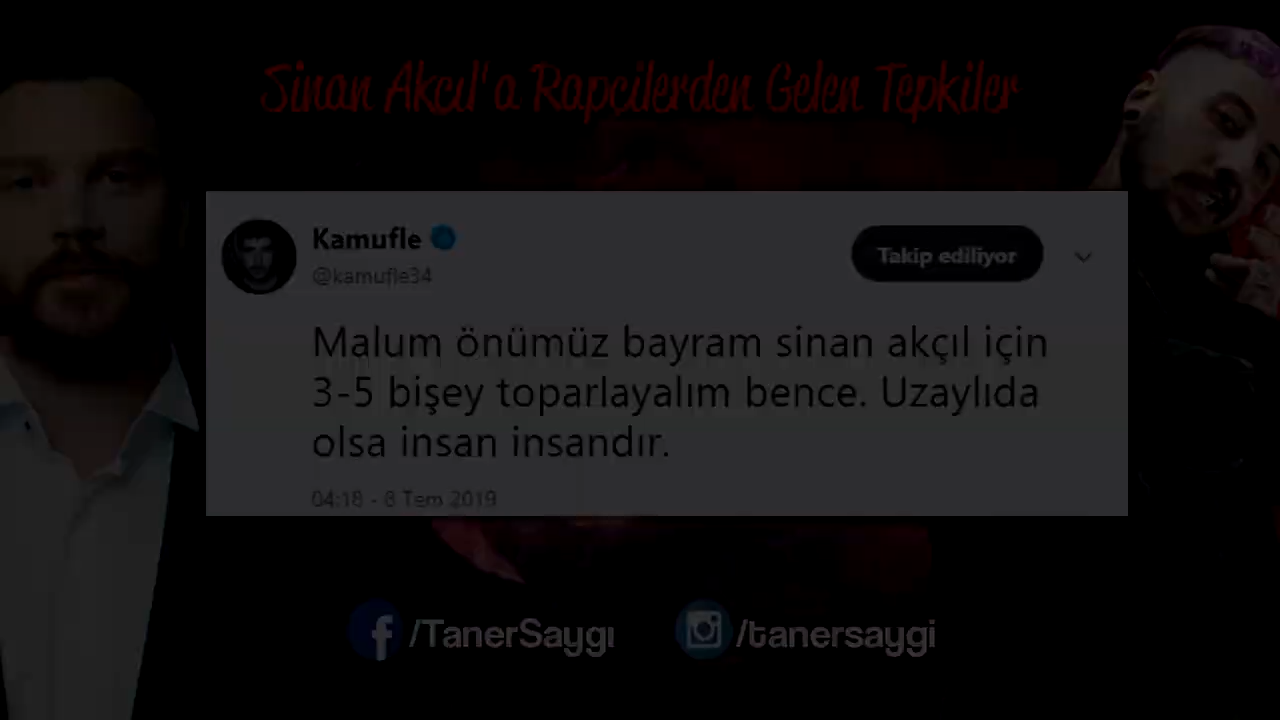 Sinan Akçıl'a Rapçilerden Gelen Tepkiler
Kamufle
@kamufle34
Takip ediliyor
Malum önümüz bayram sinan akçıl için
3-5 bişey toparlayalım bence. Uzaylıda
olsa insan insandır.
04:18 - 8 Tem 2019
/TanerSaygı
/tanersaygi